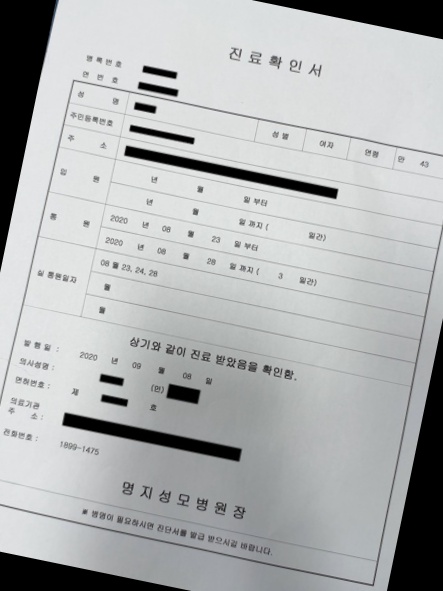 진료확인서
병록번호
연 번 호
성 명 성별 여자 연령 만 43
주민등록번호
주 소
입 원 년 월 일 부터
년 월 일 까지 ( 일간)
통 원 2020 년 08 월 23 일 부터
2020 년 08 월 28 일 까지 ( 3 일간)
실 통원일자 08 월 23, 24, 28
월
월
상기와 같이 진료 받았음을 확인함.
발 행 일 : 2020 년 09 월 08 일
의사성명 : (인)
면허번호 : 제 호
의료기관
주 소 :
전화번호 : 1899-1475
명지성모병원장
※ 병명이 필요하시면 진단서를 발급 받으시길 바랍니다.